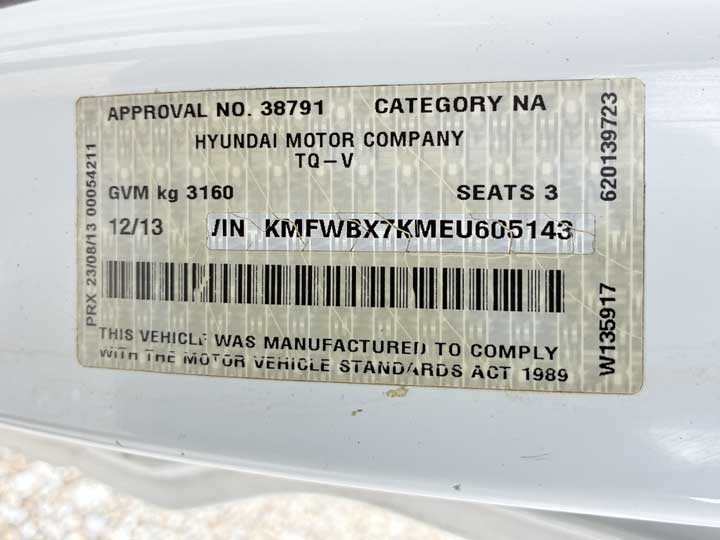 APPROVAL NO. 38791 CATEGORY NA
HYUNDAI MOTOR COMPANY
TQ-V
GVM kg 3160 SEATS 3
12/13 VIN KMFWBX7KMEU605143
THIS VEHICLE WAS MANUFACTURED TO COMPLY
WITH THE MOTOR VEHICLE STANDARDS ACT 1989
PRX 23/08/13 00054211
620139723
W135917